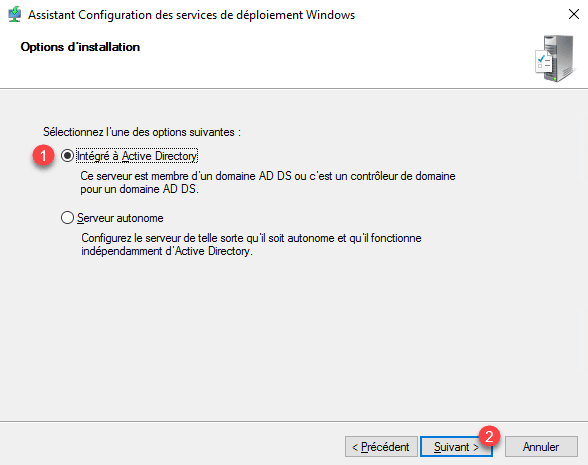 Assistant Configuration des services de déploiement Windows
Options d'installation
Sélectionnez l'une des options suivantes :
1 Intégré à Active Directory
Ce serveur est membre d'un domaine AD DS ou c'est un contrôleur de domaine
pour un domaine AD DS.
Serveur autonome
Configurez le serveur de telle sorte qu'il soit autonome et qu'il fonctionne
indépendamment d'Active Directory.
2
< Précédent Suivant > Annuler